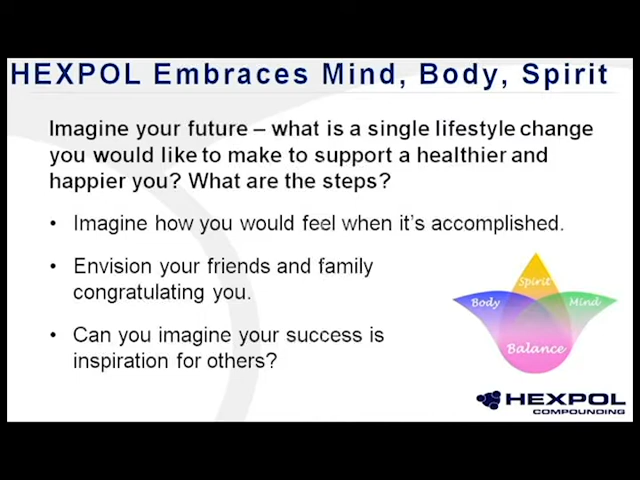 HEXPOL Embraces Mind, Body, Spirit
Imagine your future – what is a single lifestyle change
you would like to make to support a healthier and
happier you? What are the steps?
• Imagine how you would feel when it's accomplished.
• Envision your friends and family
congratulating you.
• Can you imagine your success is
inspiration for others?
Spirit
Body
Mind
Balance
HEXPOL
COMPOUNDING